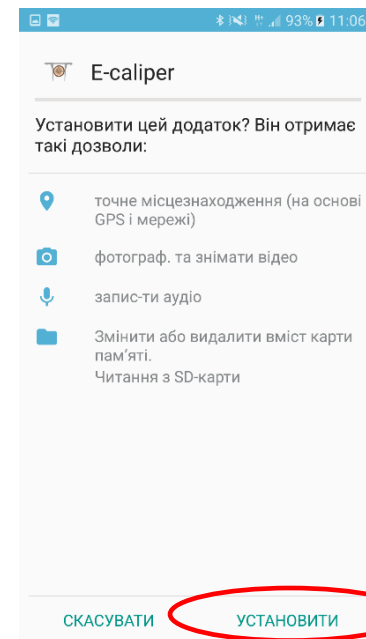 93% 11:06
E-caliper
Установити цей додаток? Він отримає
такі дозволи:
точне місцезнаходження (на основі
GPS і мережі)
фотограф. та знімати відео
запис-ти аудіо
Змінити або видалити вміст карти
пам’яті.
Читання з SD-карти
СКАСУВАТИ УСТАНОВИТИ